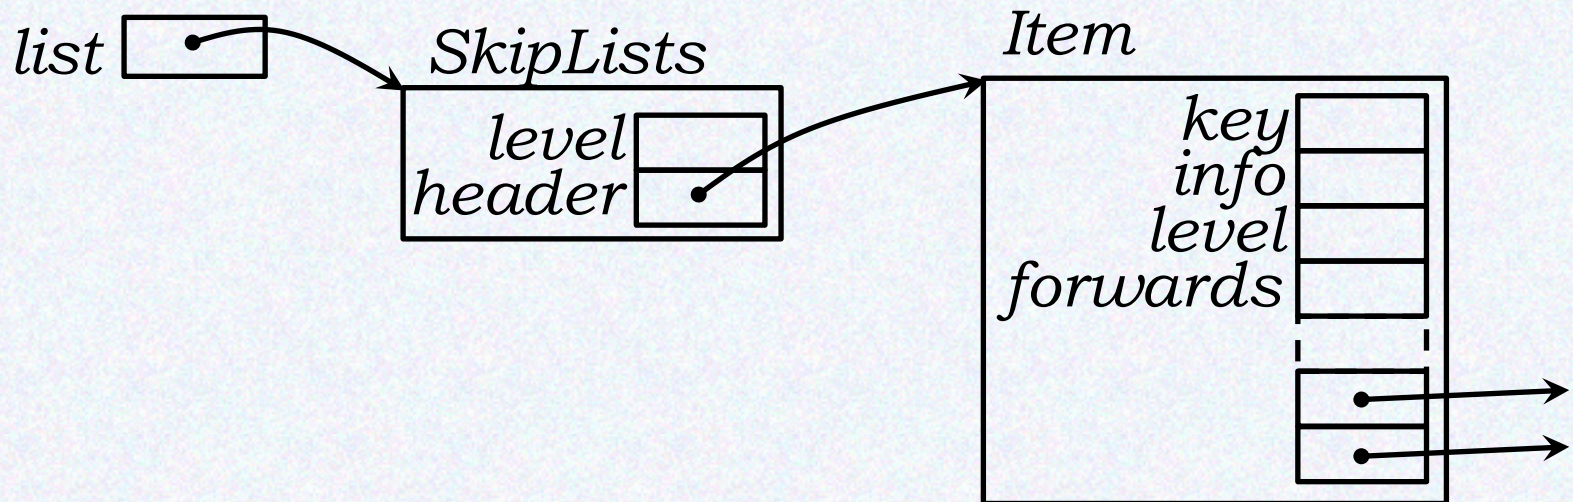 list
SkipLists
level
header
Item
key
info
level
forwards